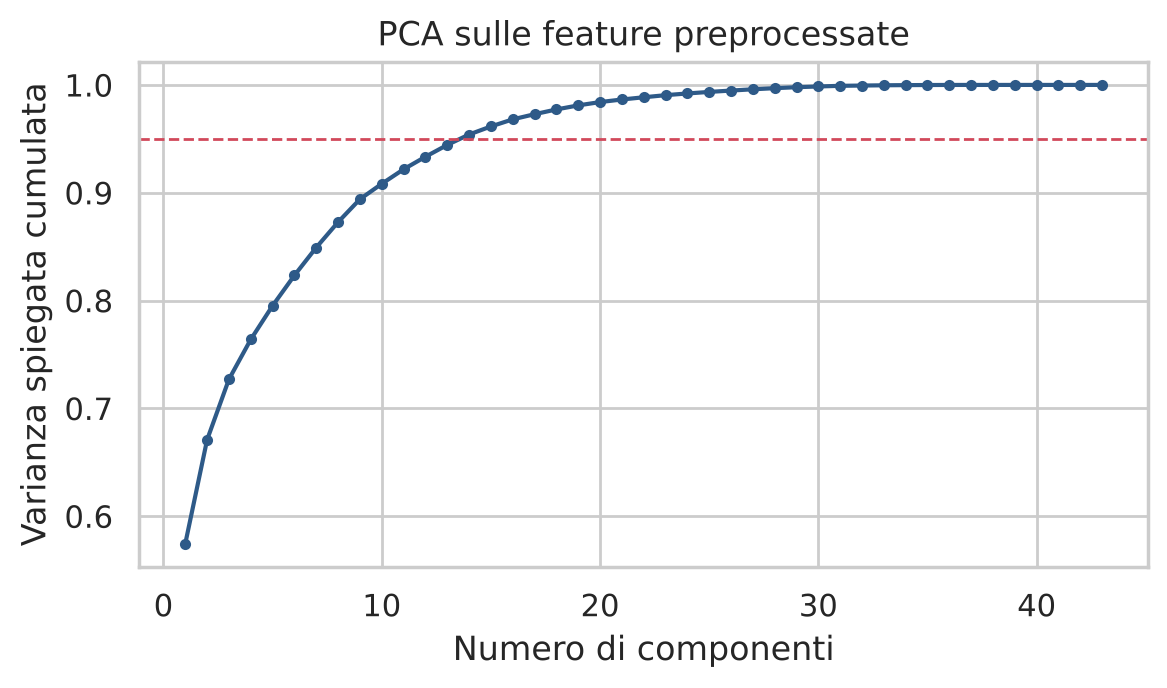 PCA sulle feature preprocessate
Varianza spiegata cumulata
1.0
0.9
0.8
0.7
0.6
0 10 20 30 40
Numero di componenti